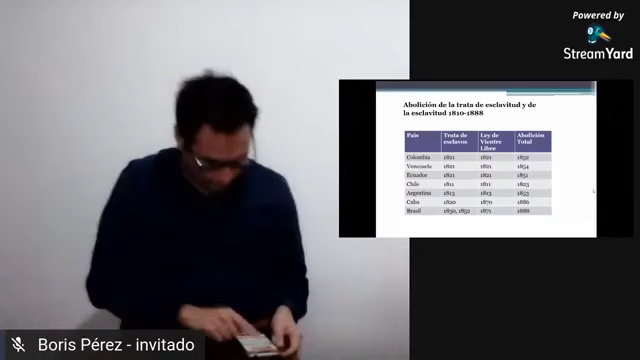 Powered by
StreamYard
Abolición de la trata de esclavitud y de
la esclavitud 1810-1888
País Trata de esclavos Ley de Vientre Libre Abolición Total
Colombia 1821 1821 1852
Venezuela 1821 1821 1854
Ecuador 1821 1821 1851
Chile 1811 1811 1823
Argentina 1813 1813 1853
Cuba 1820 1870 1886
Brasil 1830, 1852 1871 1888
Boris Pérez - invitado